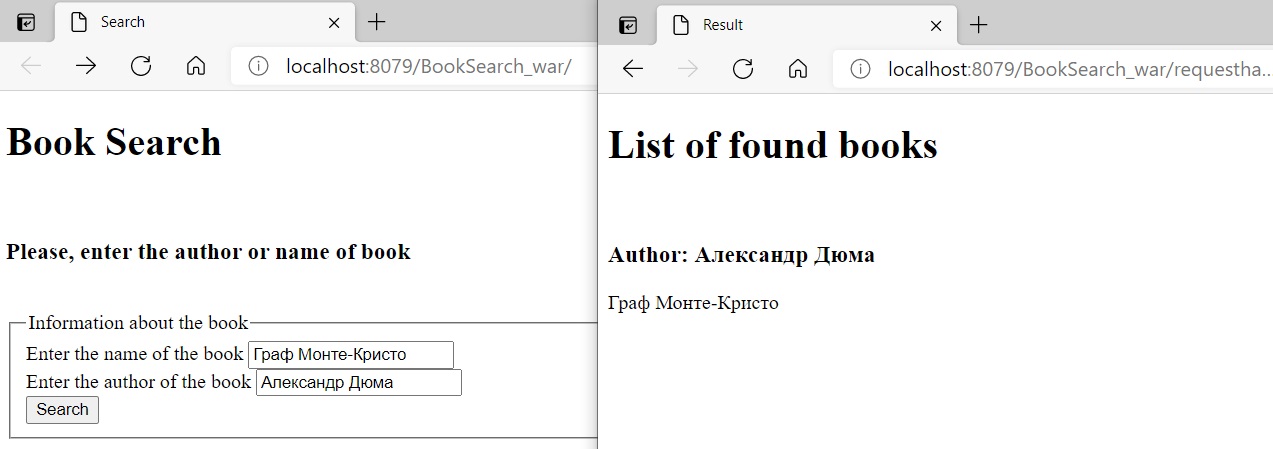 Search
localhost:8079/BookSearch_war/
Book Search
Please, enter the author or name of book
Information about the book
Enter the name of the book Граф Монте-Кристо
Enter the author of the book Александр Дюма
Search
Result
localhost:8079/BookSearch_war/requestha...
List of found books
Author: Александр Дюма
Граф Монте-Кристо